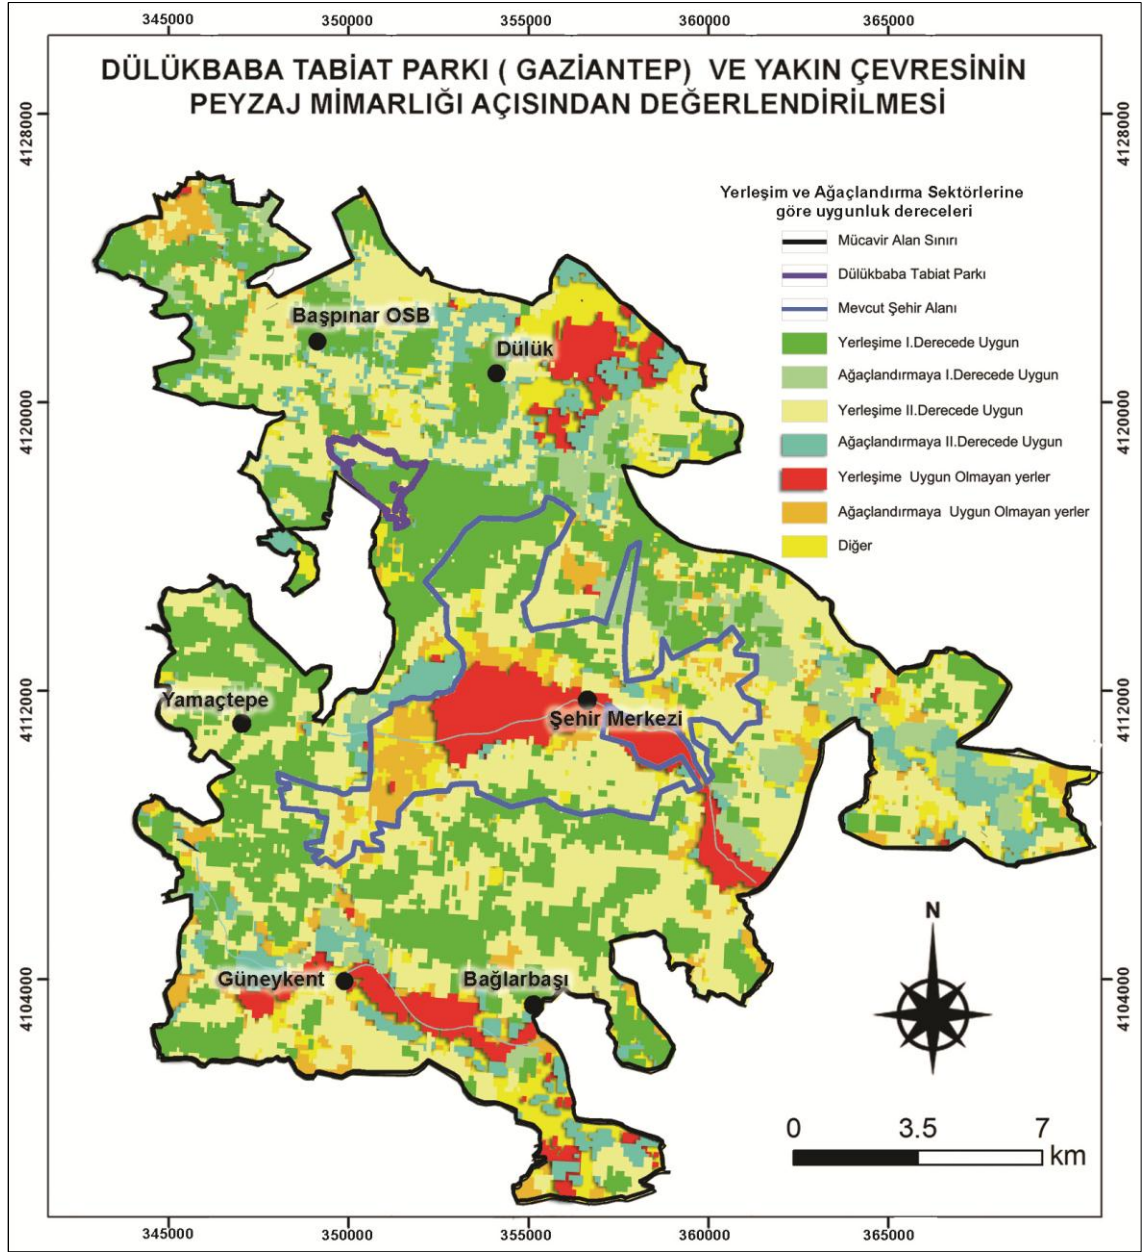 345000 350000 355000 360000 365000
DÜLÜKBABA TABİAT PARKI ( GAZİANTEP) VE YAKIN ÇEVRESİNİN
PEYZAJ MİMARLIĞI AÇISINDAN DEĞERLENDİRİLMESİ
4128000 4128000
Yerleşim ve Ağaçlandırma Sektörlerine
göre uygunluk dereceleri
Mücavir Alan Sınırı
Dülükbaba Tabiat Parkı
Mevcut Şehir Alanı
Yerleşime I.Derecede Uygun
Ağaçlandırmaya I.Derecede Uygun
Yerleşime II.Derecede Uygun
Ağaçlandırmaya II.Derecede Uygun
Yerleşime Uygun Olmayan yerler
Ağaçlandırmaya Uygun Olmayan yerler
Diğer
Başpınar OSB
Dülük
4120000 4120000
Yamaçtepe
Şehir Merkezi
4112000 4112000
Güneykent
Bağlarbaşı
4104000 4104000
N
0 3.5 7
km
345000 350000 355000 360000 365000